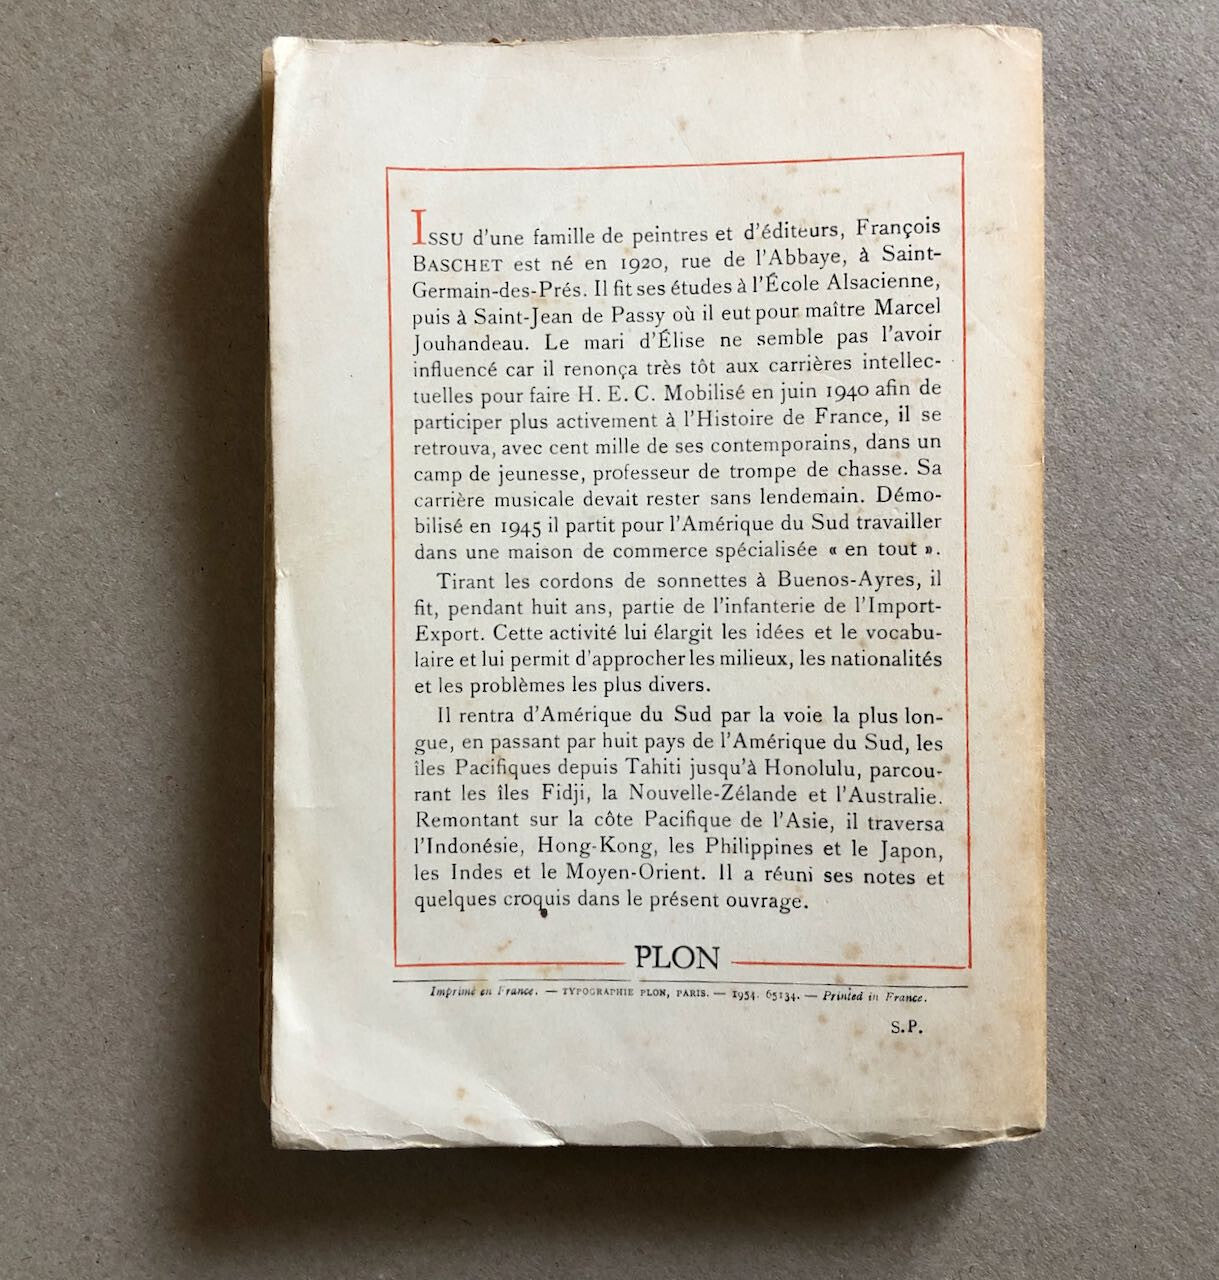 Issu d'une famille de peintres et d'éditeurs, François
BASCHET est né en 1920, rue de l'Abbaye, à Saint-
Germain-des-Prés. Il fit ses études à l'École Alsacienne,
puis à Saint-Jean de Passy où il eut pour maître Marcel
Jouhandeau. Le mari d'Élise ne semble pas l'avoir
influencé car il renonça très tôt aux carrières intellec-
tuelles pour faire H. E. C. Mobilisé en juin 1940 afin de
participer plus activement à l'Histoire de France, il se
retrouva, avec cent mille de ses contemporains, dans un
camp de jeunesse, professeur de trompe de chasse. Sa
carrière musicale devait rester sans lendemain. Démo-
bilisé en 1945 il partit pour l'Amérique du Sud travailler
dans une maison de commerce spécialisée « en tout ».
Tirant les cordons de sonnettes à Buenos-Ayres, il
fit, pendant huit ans, partie de l'infanterie de l'Import-
Export. Cette activité lui élargit les idées et le vocabu-
laire et lui permit d'approcher les milieux, les nationalités
et les problèmes les plus divers.
Il rentra d'Amérique du Sud par la voie la plus lon-
gue, en passant par huit pays de l'Amérique du Sud, les
îles Pacifiques depuis Tahiti jusqu'à Honolulu, parcou-
rant les îles Fidji, la Nouvelle-Zélande et l'Australie.
Remontant sur la côte Pacifique de l'Asie, il traversa
l'Indonésie, Hong-Kong, les Philippines et le Japon,
les Indes et le Moyen-Orient. Il a réuni ses notes et
quelques croquis dans le présent ouvrage.
PLON
Imprimé en France. — TYPOGRAPHIE PLON, PARIS. — 1954. 65134. — Printed in France.
S.P.